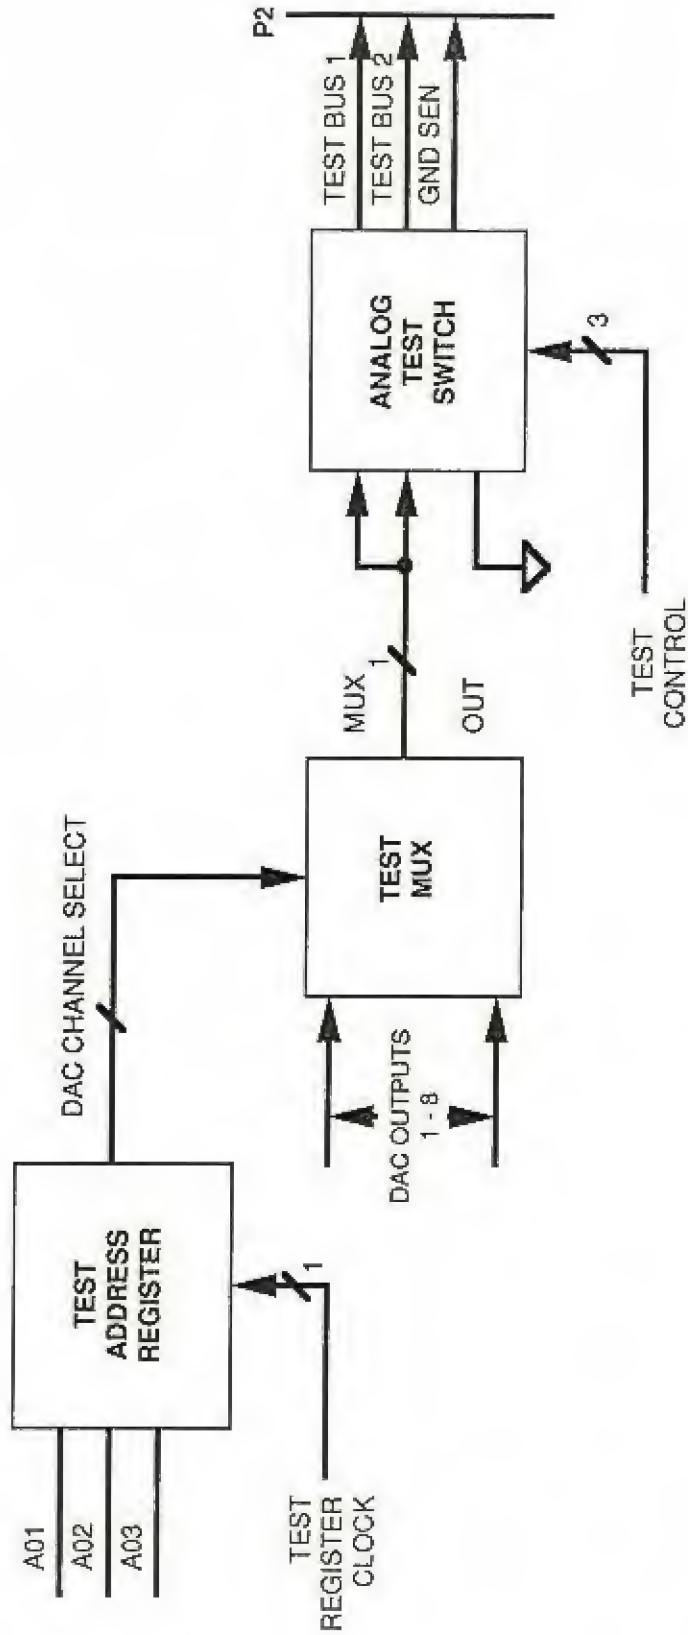 A01
A02
A03
TEST
ADDRESS
REGISTER
TEST
REGISTER
CLOCK
1
DAC CHANNEL SELECT
DAC OUTPUTS
1 - 8
TEST
MUX
MUX
1
OUT
ANALOG
TEST
SWITCH
TEST
CONTROL
3
TEST BUS 1
TEST BUS 2
GND SEN
P2